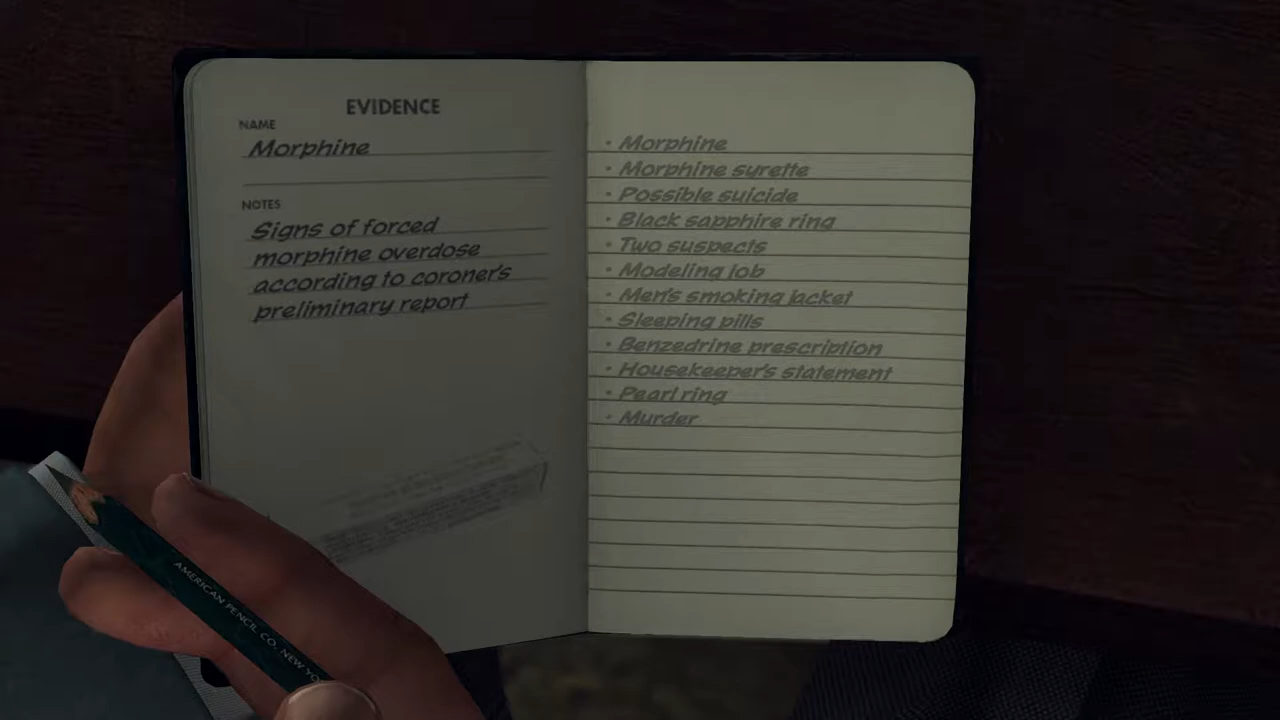 EVIDENCE
NAME
Morphine
NOTES
Signs of forced
morphine overdose
according to coroner's
preliminary report
• Morphine
• Morphine syrette
• Possible suicide
• Black sapphire ring
• Two suspects
• Modeling job
• Men's smoking jacket
• Sleeping pills
• Benzedrine prescription
• Housekeeper's statement
• Pearl ring
• Murder
AMERICAN PENCIL CO. NEW YO